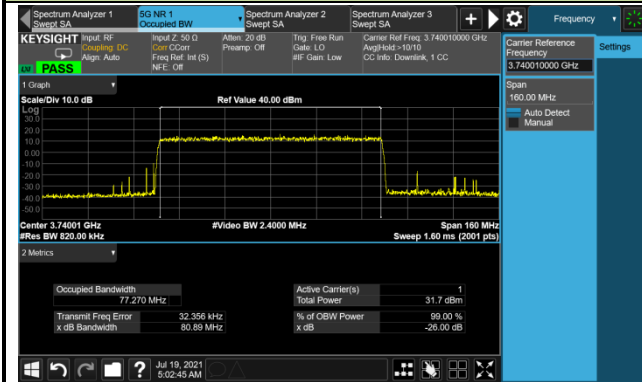 Spectrum Analyzer 1
Swept SA
5G NR 1
Occupied BW
Spectrum Analyzer 2
Swept SA
Spectrum Analyzer 3
Swept SA
Frequency
KEYSIGHT
Input: RF
Coupling: DC
Align: Auto
Input Z: 50 Ω
Corr CCorr
Freq Ref: Int (S)
NFE: Off
Atten: 20 dB
Preamp: Off
Trig: Free Run
Gate: LO
#IF Gain: Low
Carrier Ref Freq: 3.740010000 GHz
Avg|Hold:>10/10
CC Info: Downlink, 1 CC
LXI
PASS
Carrier Reference
Frequency
3.740010000 GHz
Span
160.00 MHz
Auto Detect
Manual
Settings
1 Graph
Scale/Div 10.0 dB
Ref Value 40.00 dBm
Log
30.0
20.0
10.0
0.00
-10.0
-20.0
-30.0
-40.0
-50.0
Center 3.74001 GHz
#Video BW 2.4000 MHz
Span 160 MHz
#Res BW 820.00 kHz
Sweep 1.60 ms (2001 pts)
2 Metrics
Occupied Bandwidth
77.270 MHz
Transmit Freq Error 32.356 kHz
x dB Bandwidth 80.89 MHz
Active Carrier(s) 1
Total Power 31.7 dBm
% of OBW Power 99.00 %
x dB -26.00 dB
?
Jul 19, 2021
5:02:45 AM